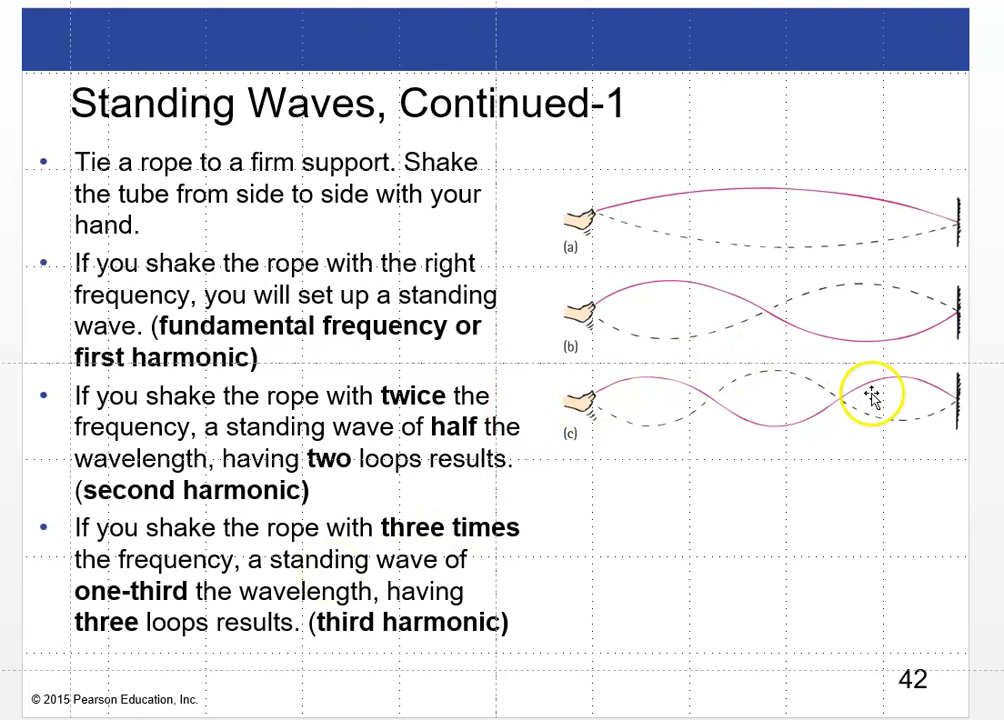 Standing Waves, Continued-1
• Tie a rope to a firm support. Shake
the tube from side to side with your
hand.
• If you shake the rope with the right
frequency, you will set up a standing
wave. (fundamental frequency or
first harmonic)
• If you shake the rope with twice the
frequency, a standing wave of half the
wavelength, having two loops results.
(second harmonic)
• If you shake the rope with three times
the frequency, a standing wave of
one-third the wavelength, having
three loops results. (third harmonic)
(a)
(b)
(c)
42
© 2015 Pearson Education, Inc.